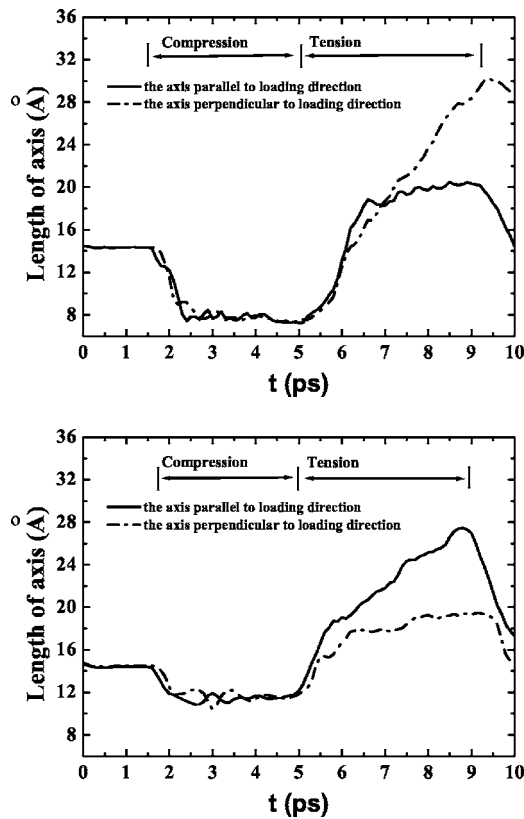 36
32
28
24
20
16
12
8
Length of axis (Å)
Compression
Tension
the axis parallel to loading direction
the axis perpendicular to loading direction
0 1 2 3 4 5 6 7 8 9 10
t (ps)
36
32
28
24
20
16
12
8
Length of axis (Å)
Compression
Tension
the axis parallel to loading direction
the axis perpendicular to loading direction
0 1 2 3 4 5 6 7 8 9 10
t (ps)